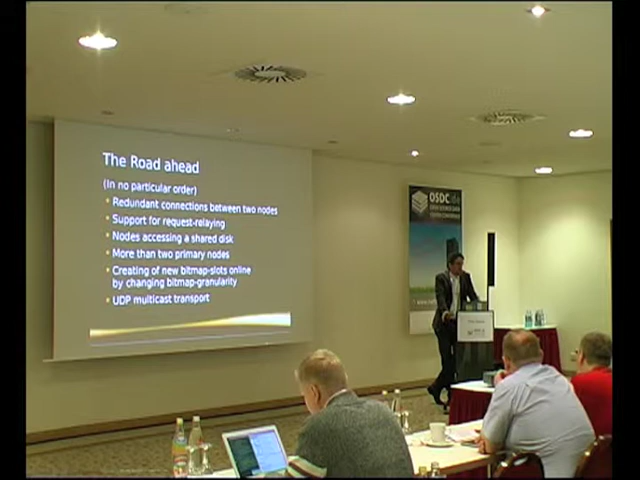 The Road ahead
(In no particular order)
Redundant connections between two nodes
Support for request-relaying
Nodes accessing a shared disk
More than two primary nodes
Creating of new bitmap-slots online
by changing bitmap-granularity
UDP multicast transport
OSDC.de